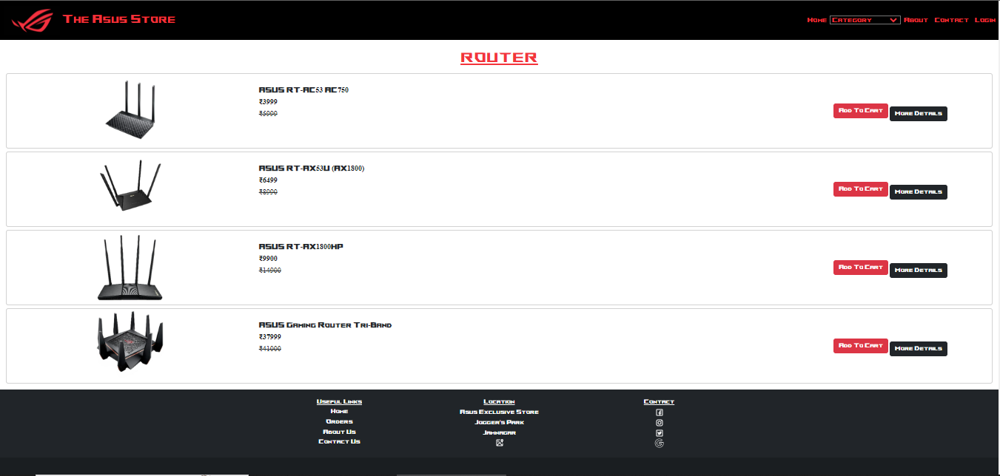 The Asus Store
Home CATEGORY About Contact Login
ROUTER
ASUS RT-AC53 AC750
₹3999
₹5999
Add To Cart More Details
ASUS RT-AX53U (AX1800)
₹6499
₹8990
Add To Cart More Details
ASUS RT-AX1800HP
₹9900
₹14900
Add To Cart More Details
ASUS Gaming Router Tri-Band
₹37999
₹41000
Add To Cart More Details
Useful Links
Home
Orders
About Us
Contact Us
Location
Asus Exclusive Store
Jogger's Park
Jamnagar
Contact